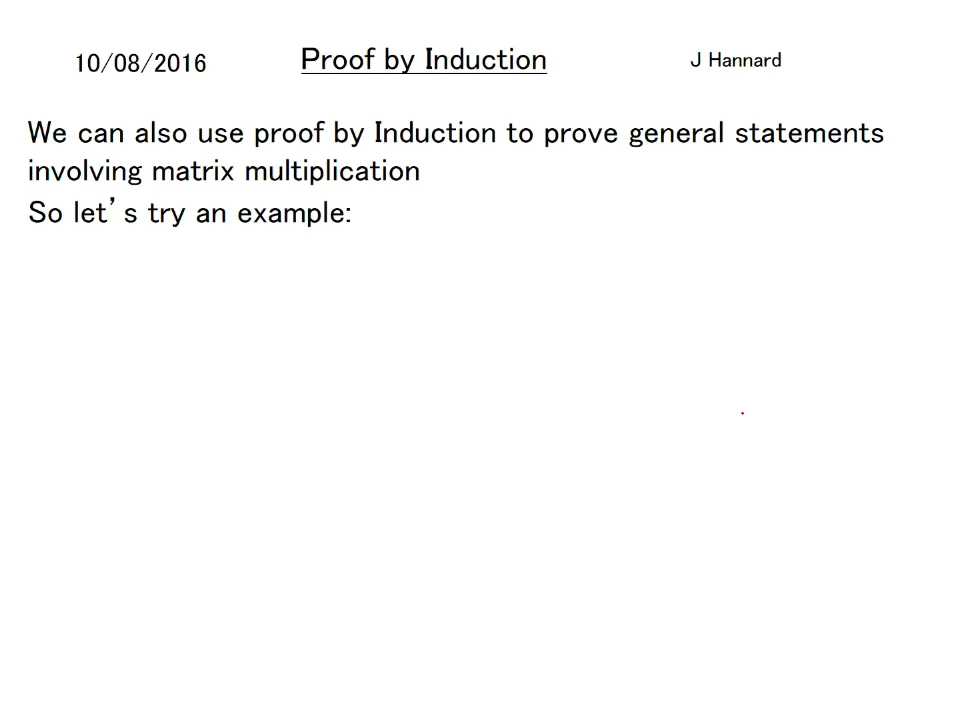 10/08/2016 Proof by Induction J Hannard
We can also use proof by Induction to prove general statements
involving matrix multiplication
So let’s try an example: